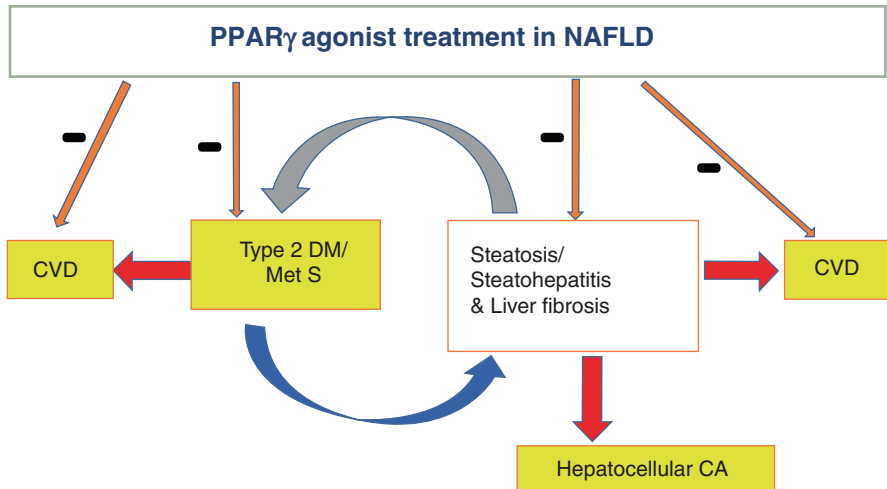 PPARγ agonist treatment in NAFLD
CVD
Type 2 DM/
Met S
Steatosis/
Steatohepatitis
& Liver fibrosis
CVD
Hepatocellular CA